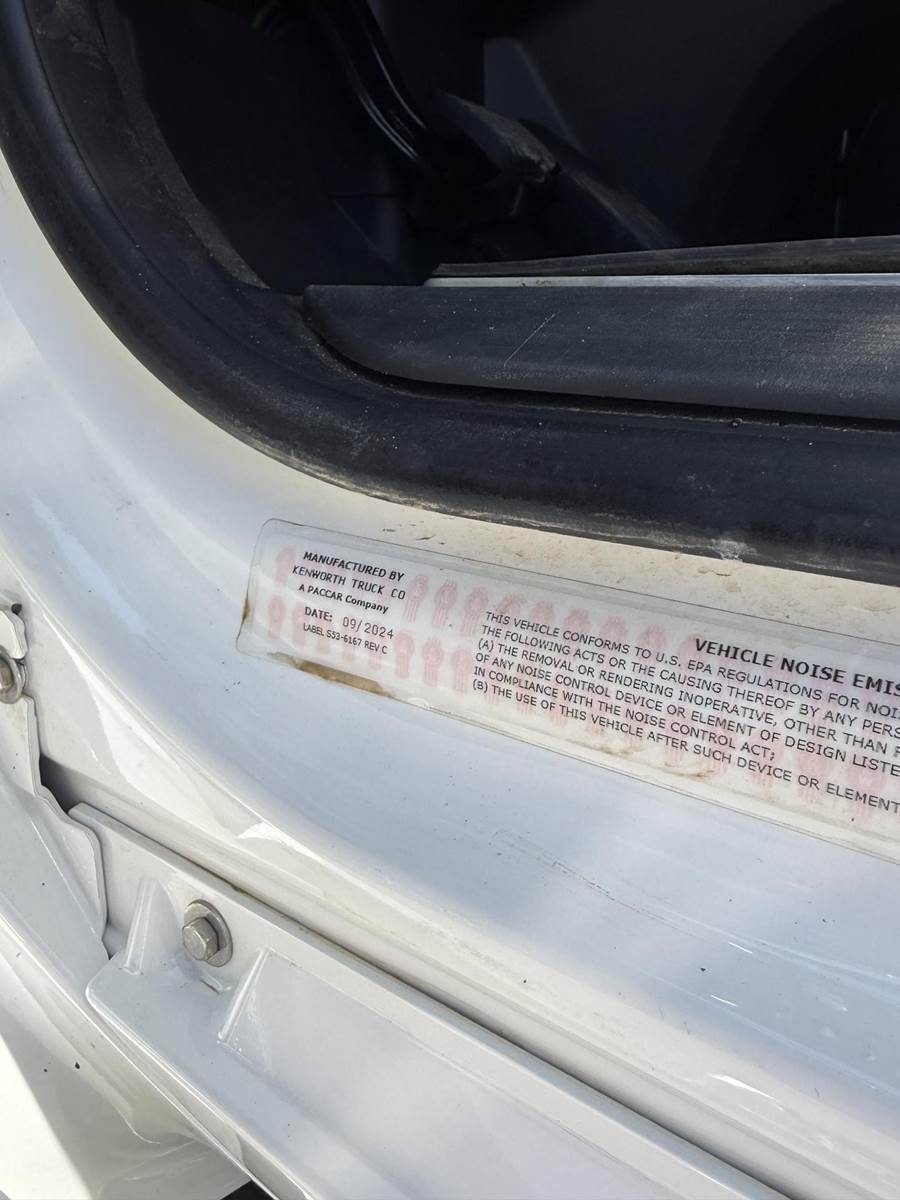 MANUFACTURED BY
KENWORTH TRUCK CO
A PACCAR Company
DATE: 09/2024
LABEL S53-6167 REV C
VEHICLE NOISE EMIS
THIS VEHICLE CONFORMS TO U.S. EPA REGULATIONS FOR NOI
THE FOLLOWING ACTS OR THE CAUSING THEREOF BY ANY PERS
(A) THE REMOVAL OR RENDERING INOPERATIVE, OTHER THAN F
OF ANY NOISE CONTROL DEVICE OR ELEMENT OF DESIGN LISTE
IN COMPLIANCE WITH THE NOISE CONTROL ACT;
(B) THE USE OF THIS VEHICLE AFTER SUCH DEVICE OR ELEMENT